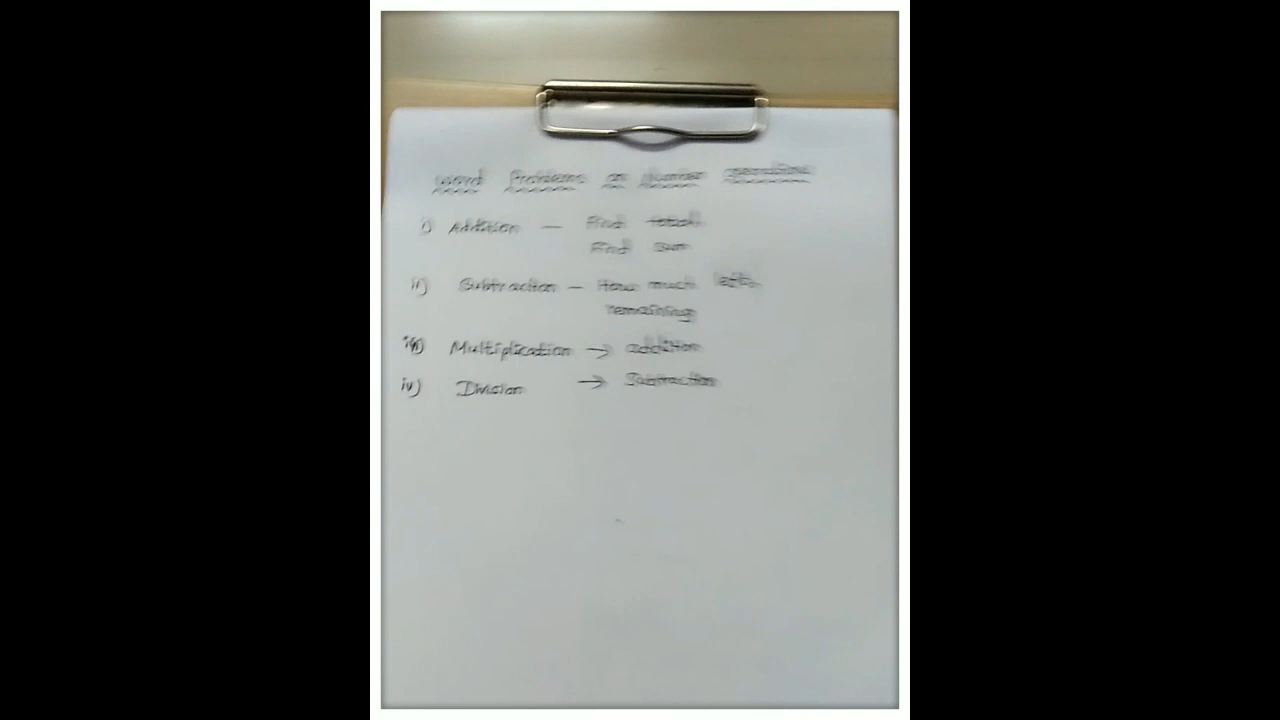 Word Problems on Number operations
i) Addition — Find total
Find sum
ii) Subtraction — How much left,
remaining
iii) Multiplication → addition
iv) Division → Subtraction